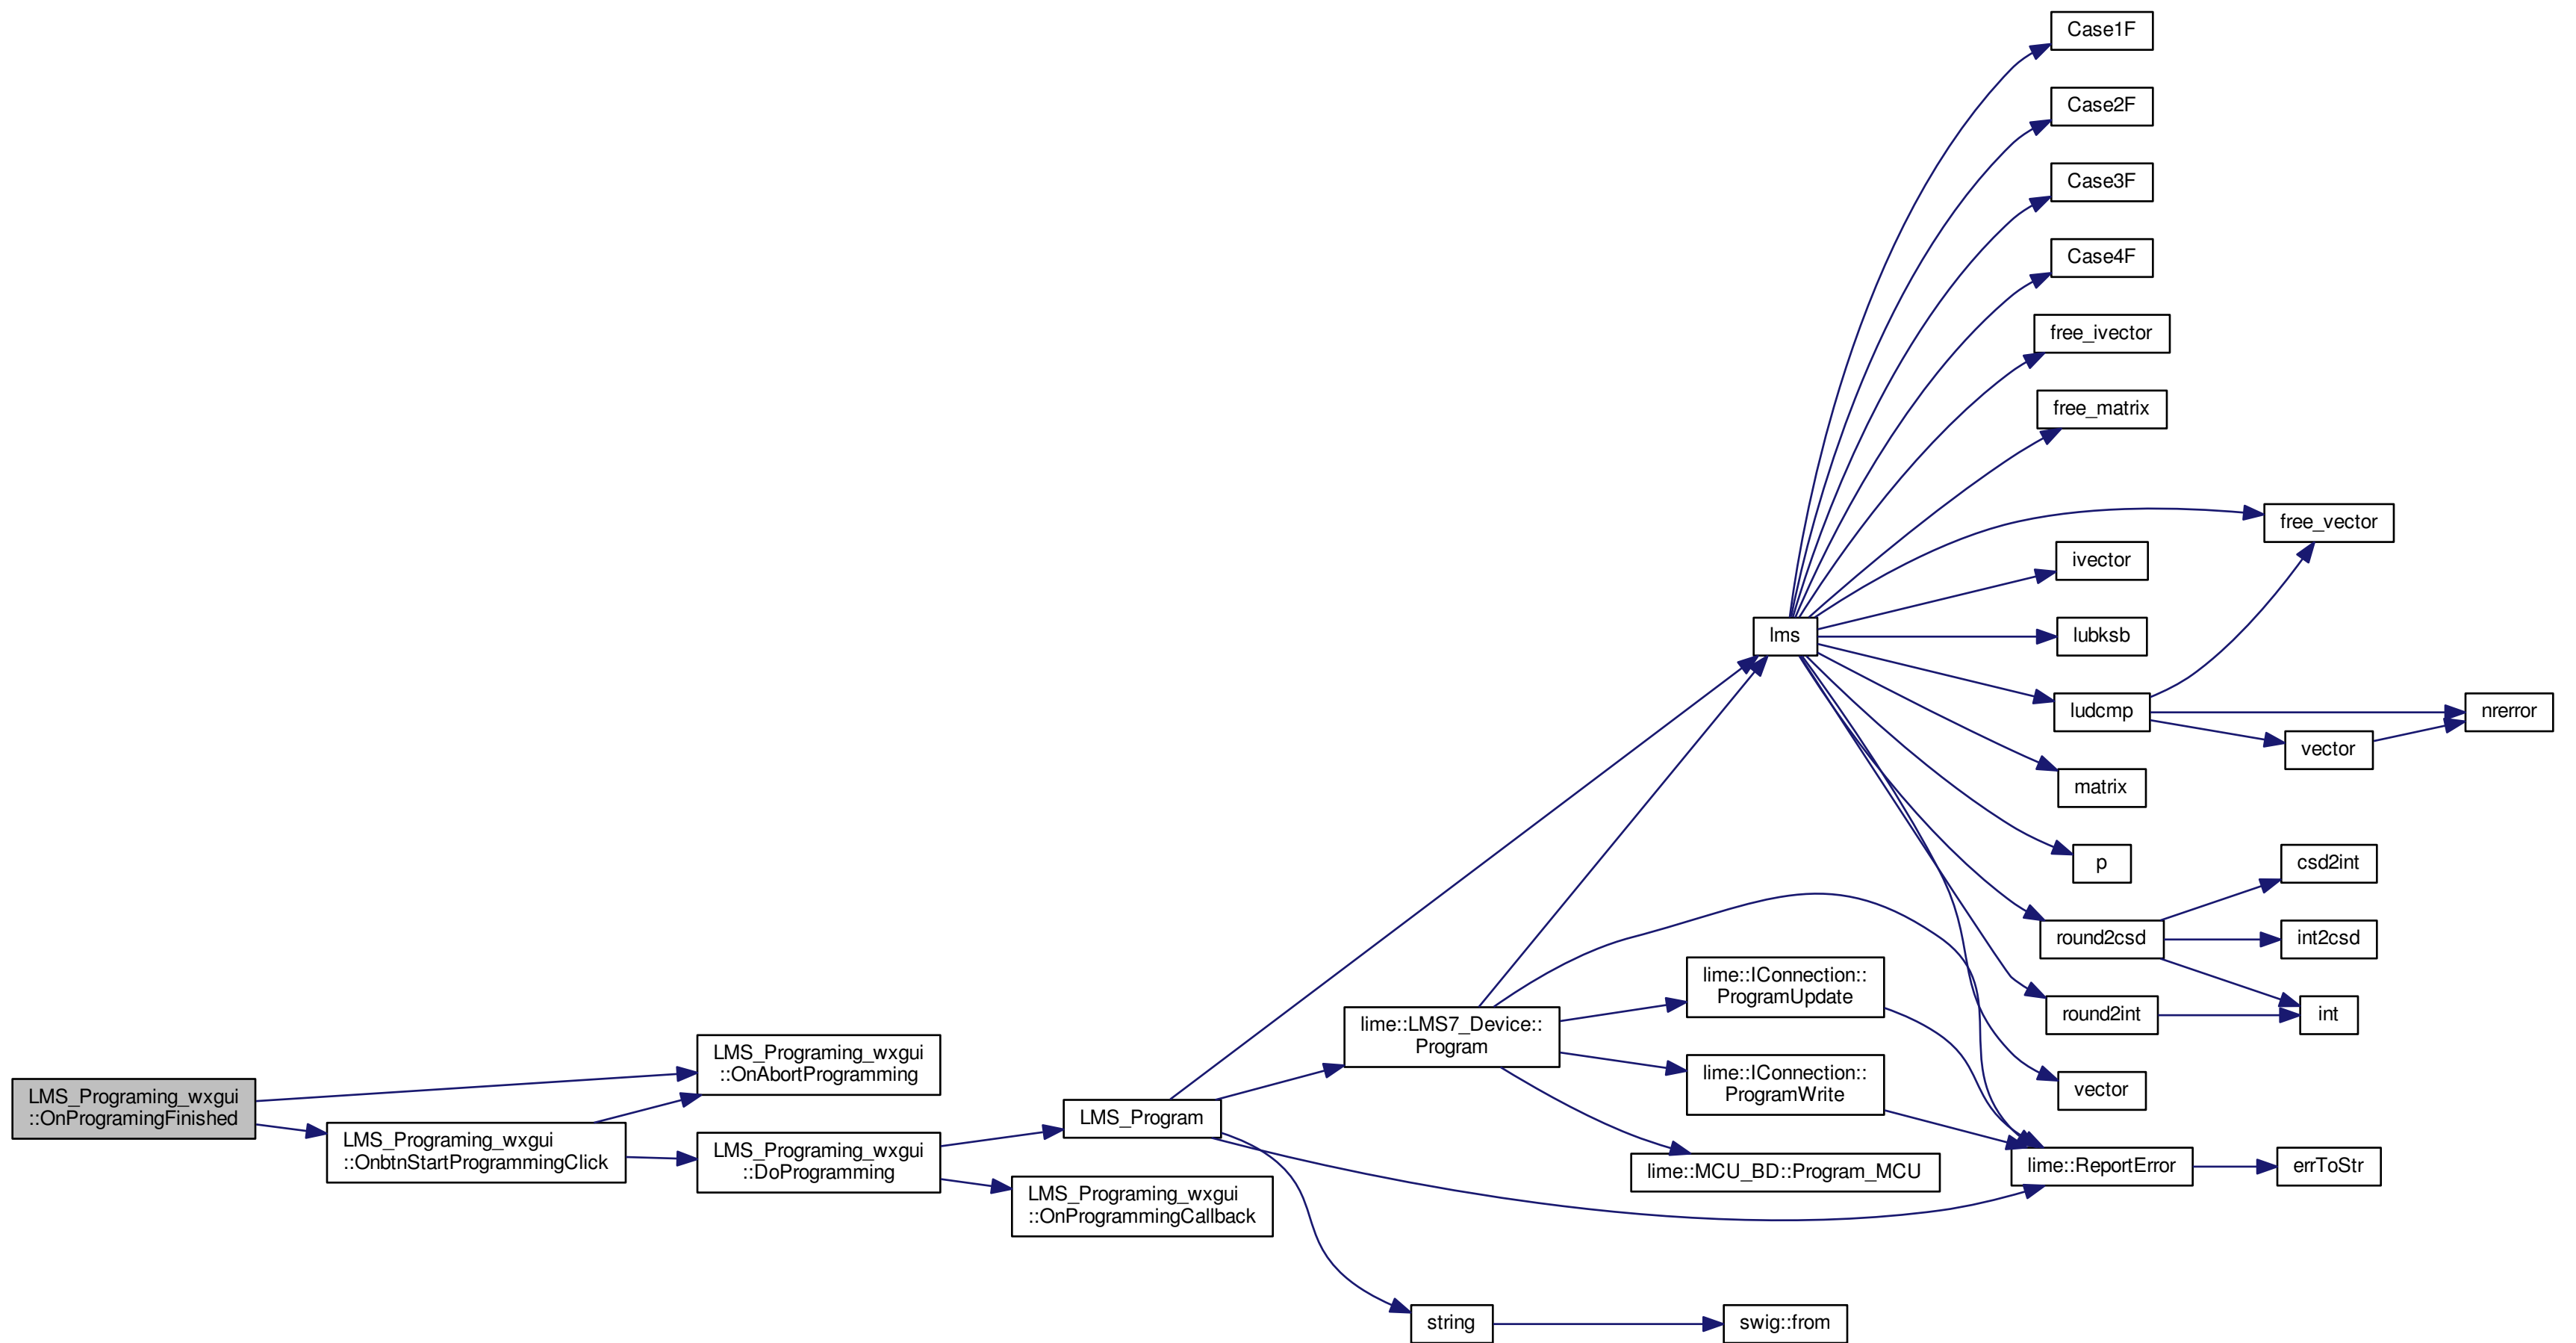 Case1F
Case2F
Case3F
Case4F
free_ivector
free_matrix
free_vector
ivector
lms
lubksb
ludcmp
nrerror
vector
matrix
p
csd2int
round2csd
int2csd
lime::IConnection::
ProgramUpdate
round2int
int
lime::LMS7_Device::
Program
LMS_Programing_wxgui
::OnAbortProgramming
lime::IConnection::
ProgramWrite
vector
LMS_Programing_wxgui
::OnProgramingFinished
LMS_Program
LMS_Programing_wxgui
::OnbtnStartProgrammingClick
LMS_Programing_wxgui
::DoProgramming
lime::MCU_BD::Program_MCU
lime::ReportError
errToStr
LMS_Programing_wxgui
::OnProgrammingCallback
string
swig::from